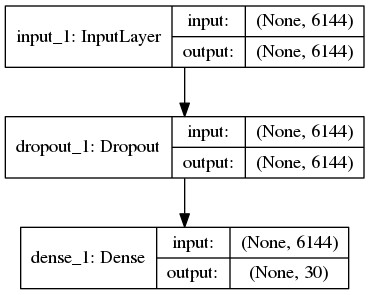 input_1: InputLayer
input: (None, 6144)
output: (None, 6144)
dropout_1: Dropout
input: (None, 6144)
output: (None, 6144)
dense_1: Dense
input: (None, 6144)
output: (None, 30)